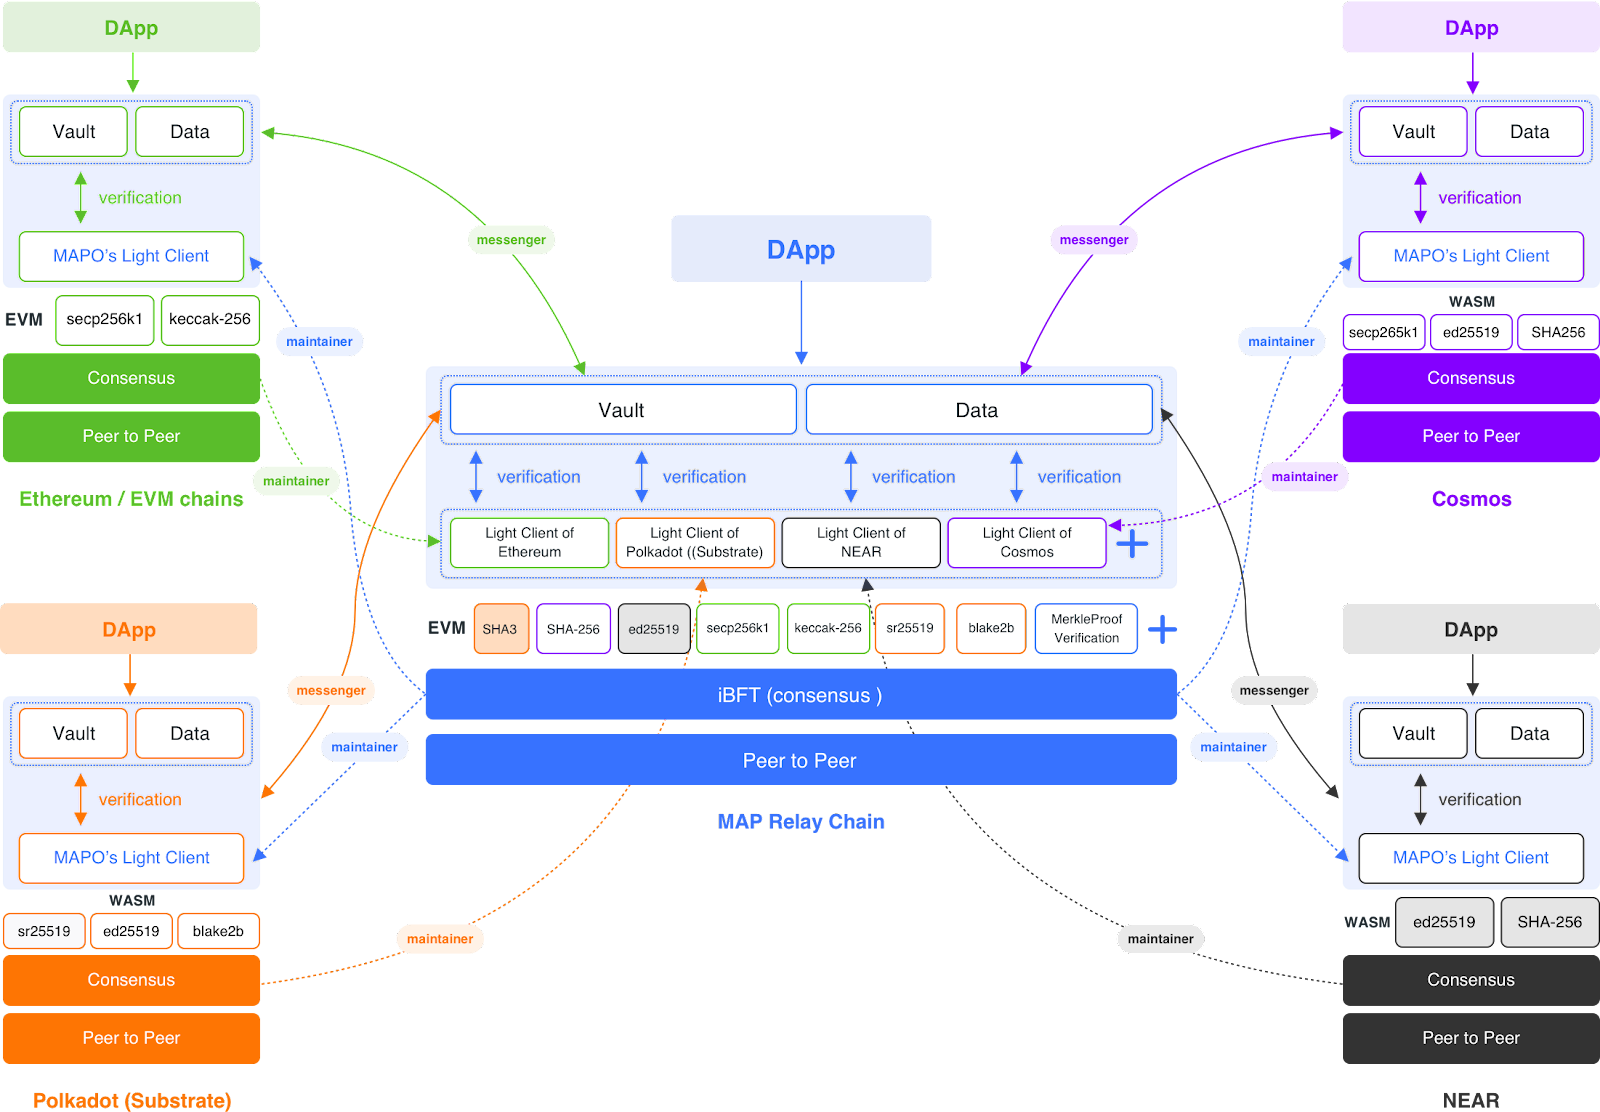 DApp
Vault
Data
verification
MAPO's Light Client
EVM
secp256k1
keccak-256
Consensus
Peer to Peer
Ethereum / EVM chains
messenger
maintainer
maintainer
DApp
Vault
Data
verification
verification
verification
verification
Light Client of
Ethereum
Light Client of
Polkadot ((Substrate)
Light Client of
NEAR
Light Client of
Cosmos
EVM
SHA3
SHA-256
ed25519
secp256k1
keccak-256
sr25519
blake2b
MerkleProof
Verification
iBFT (consensus )
Peer to Peer
MAP Relay Chain
messenger
maintainer
maintainer
DApp
Vault
Data
verification
MAPO's Light Client
WASM
secp265k1
ed25519
SHA256
Consensus
Peer to Peer
Cosmos
DApp
Vault
Data
verification
MAPO's Light Client
WASM
sr25519
ed25519
blake2b
Consensus
Peer to Peer
Polkadot (Substrate)
messenger
maintainer
maintainer
messenger
maintainer
maintainer
DApp
Vault
Data
verification
MAPO's Light Client
WASM
ed25519
SHA-256
Consensus
Peer to Peer
NEAR